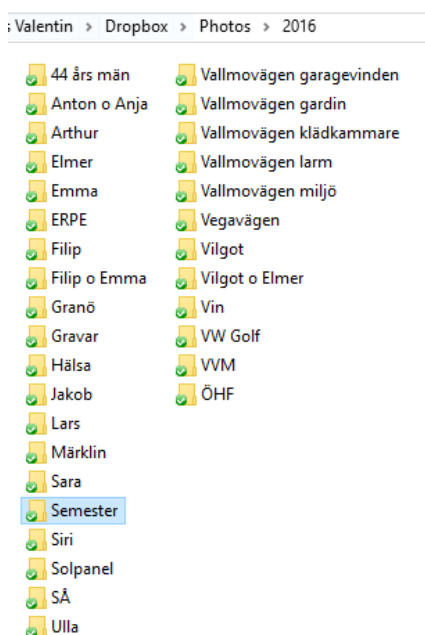 s Valentin > Dropbox > Photos > 2016
44 års män
Anton o Anja
Arthur
Elmer
Emma
ERPE
Filip
Filip o Emma
Granö
Gravar
Hälsa
Jakob
Lars
Märklin
Sara
Semester
Siri
Solpanel
SÅ
Ulla
Vallmovägen garagevinden
Vallmovägen gardin
Vallmovägen klädkammare
Vallmovägen larm
Vallmovägen miljö
Vegavägen
Vilgot
Vilgot o Elmer
Vin
VW Golf
VVM
ÖHF